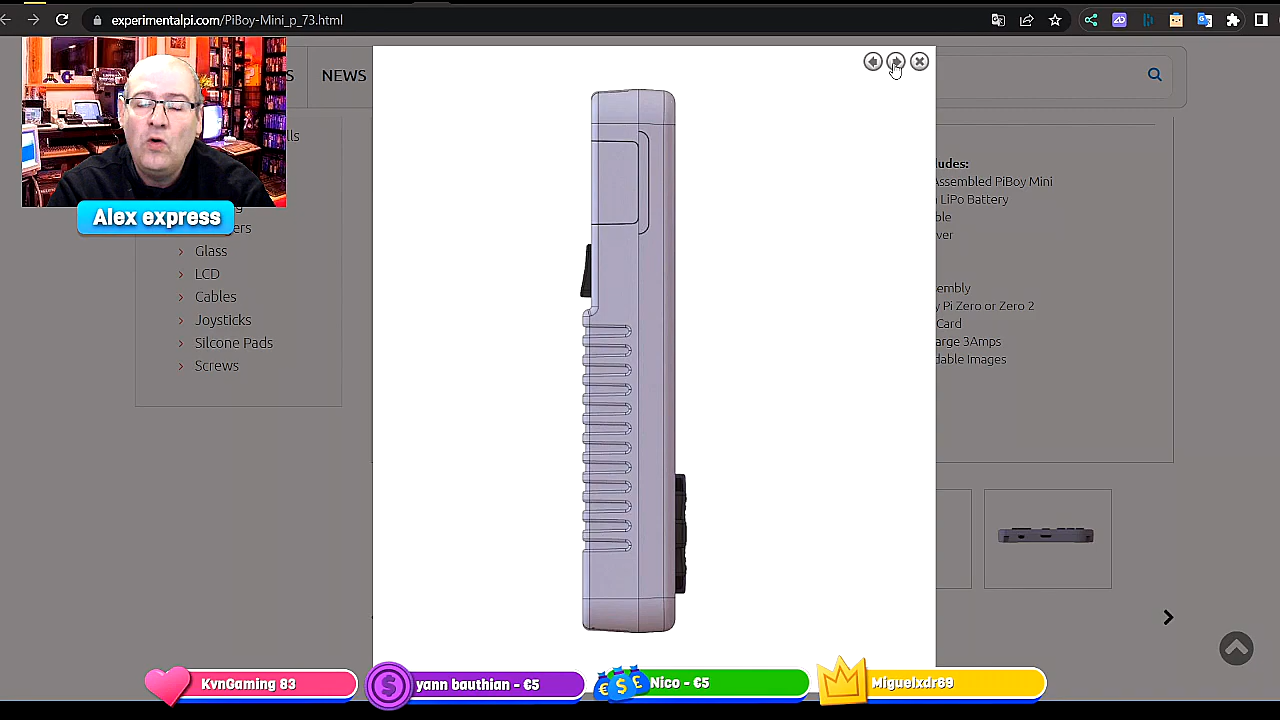 experimentalpi.com/PiBoy-Mini_p_73.html
S
NEWS
lls
Alex express
ers
Glass
LCD
Cables
Joysticks
Silcone Pads
Screws
ludes:
Assembled PiBoy Mini
LiPo Battery
ble
ver
embly
y Pi Zero or Zero 2
Card
arge 3Amps
dable Images
KvnGaming 83
yann bauthian - €5
Nico - €5
Miguelxdr69